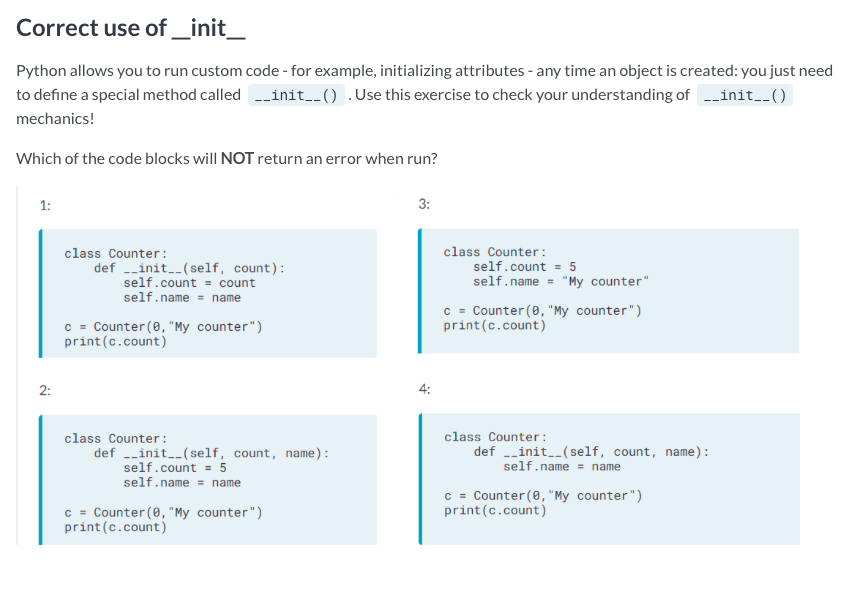 Correct use of __init__
Python allows you to run custom code - for example, initializing attributes - any time an object is created: you just need
to define a special method called __init__() . Use this exercise to check your understanding of __init__()
mechanics!
Which of the code blocks will NOT return an error when run?
1:
class Counter:
    def __init__(self, count):
        self.count = count
        self.name = name

c = Counter(0,"My counter")
print(c.count)
2:
class Counter:
    def __init__(self, count, name):
        self.count = 5
        self.name = name

c = Counter(0,"My counter")
print(c.count)
3:
class Counter:
    self.count = 5
    self.name = "My counter"

c = Counter(0,"My counter")
print(c.count)
4:
class Counter:
    def __init__(self, count, name):
        self.name = name

c = Counter(0,"My counter")
print(c.count)